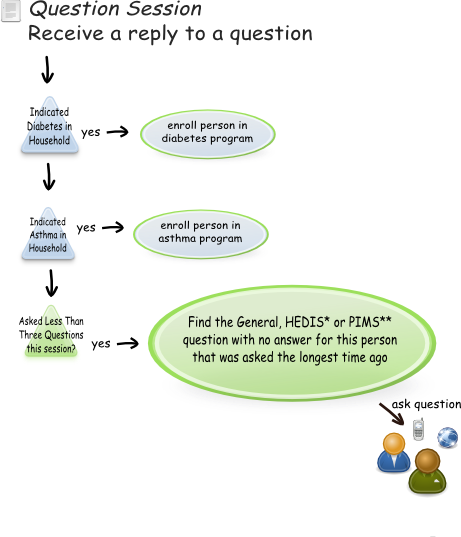 Question Session
Receive a reply to a question
Indicated
Diabetes in
Household
yes
enroll person in
diabetes program
Indicated
Asthma in
Household
yes
enroll person in
asthma program
Asked Less Than
Three Questions
this session?
yes
Find the General, HEDIS* or PIMS**
question with no answer for this person
that was asked the longest time ago
ask question